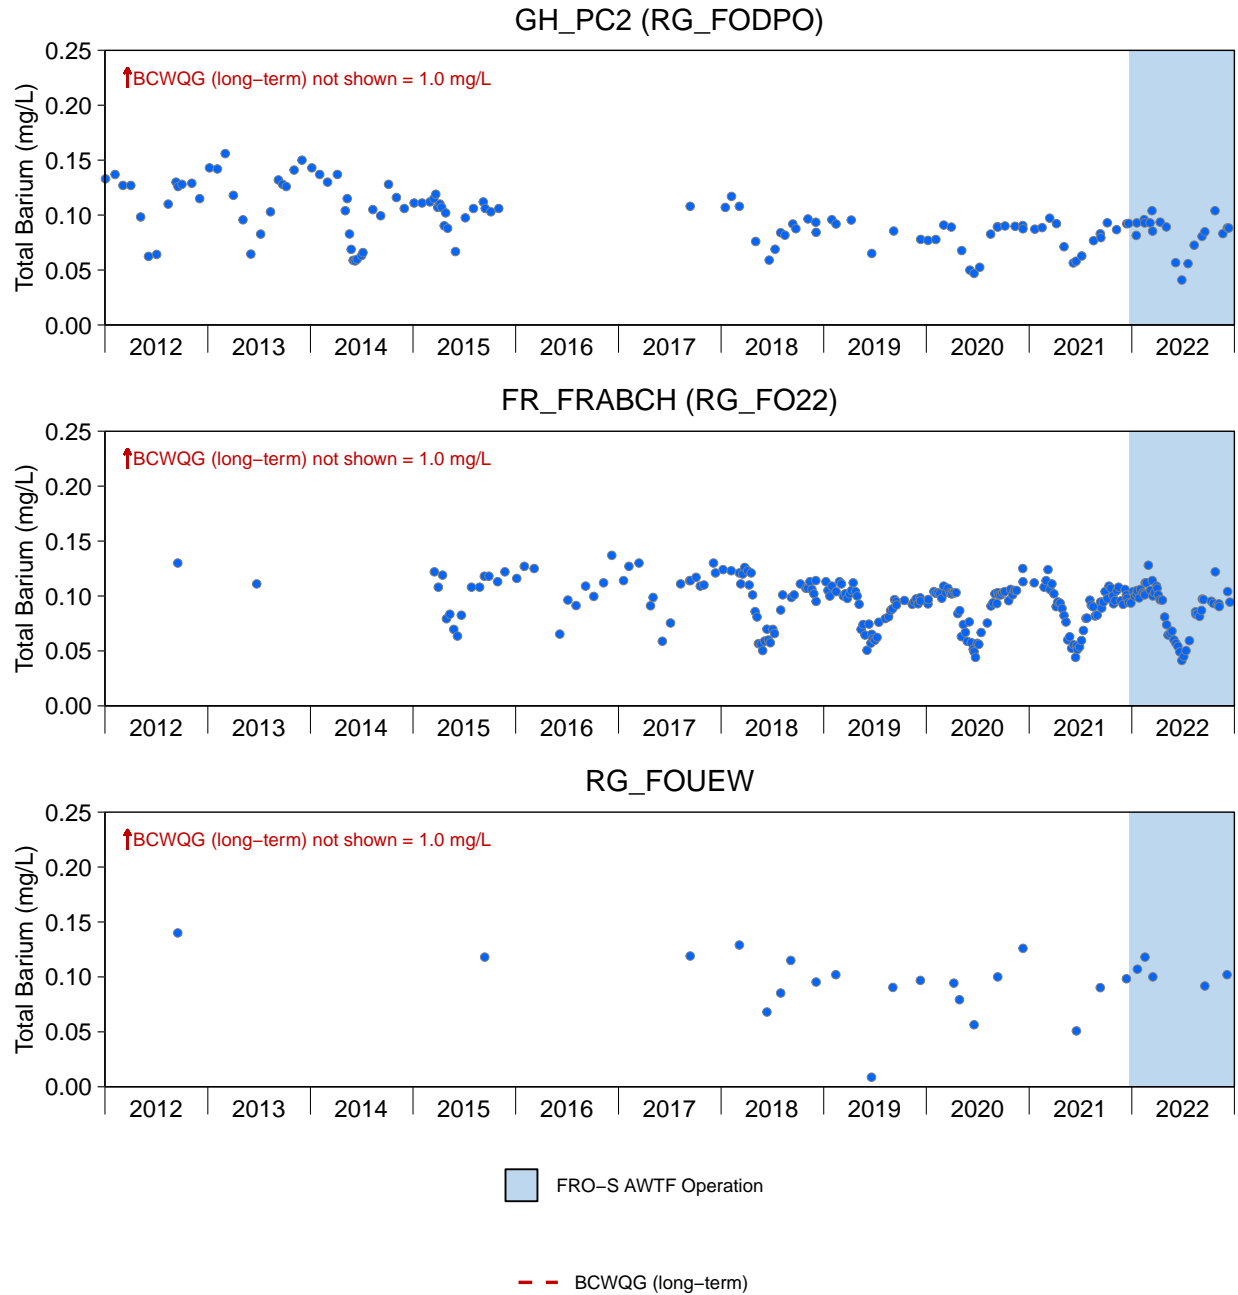 GH_PC2 (RG_FODPO)
Total Barium (mg/L)
0.25
0.20
0.15
0.10
0.05
0.00
BCWQG (long−term) not shown = 1.0 mg/L
2012 2013 2014 2015 2016 2017 2018 2019 2020 2021 2022
FR_FRABCH (RG_FO22)
Total Barium (mg/L)
0.25
0.20
0.15
0.10
0.05
0.00
BCWQG (long−term) not shown = 1.0 mg/L
2012 2013 2014 2015 2016 2017 2018 2019 2020 2021 2022
RG_FOUEW
Total Barium (mg/L)
0.25
0.20
0.15
0.10
0.05
0.00
BCWQG (long−term) not shown = 1.0 mg/L
2012 2013 2014 2015 2016 2017 2018 2019 2020 2021 2022
FRO−S AWTF Operation
BCWQG (long−term)